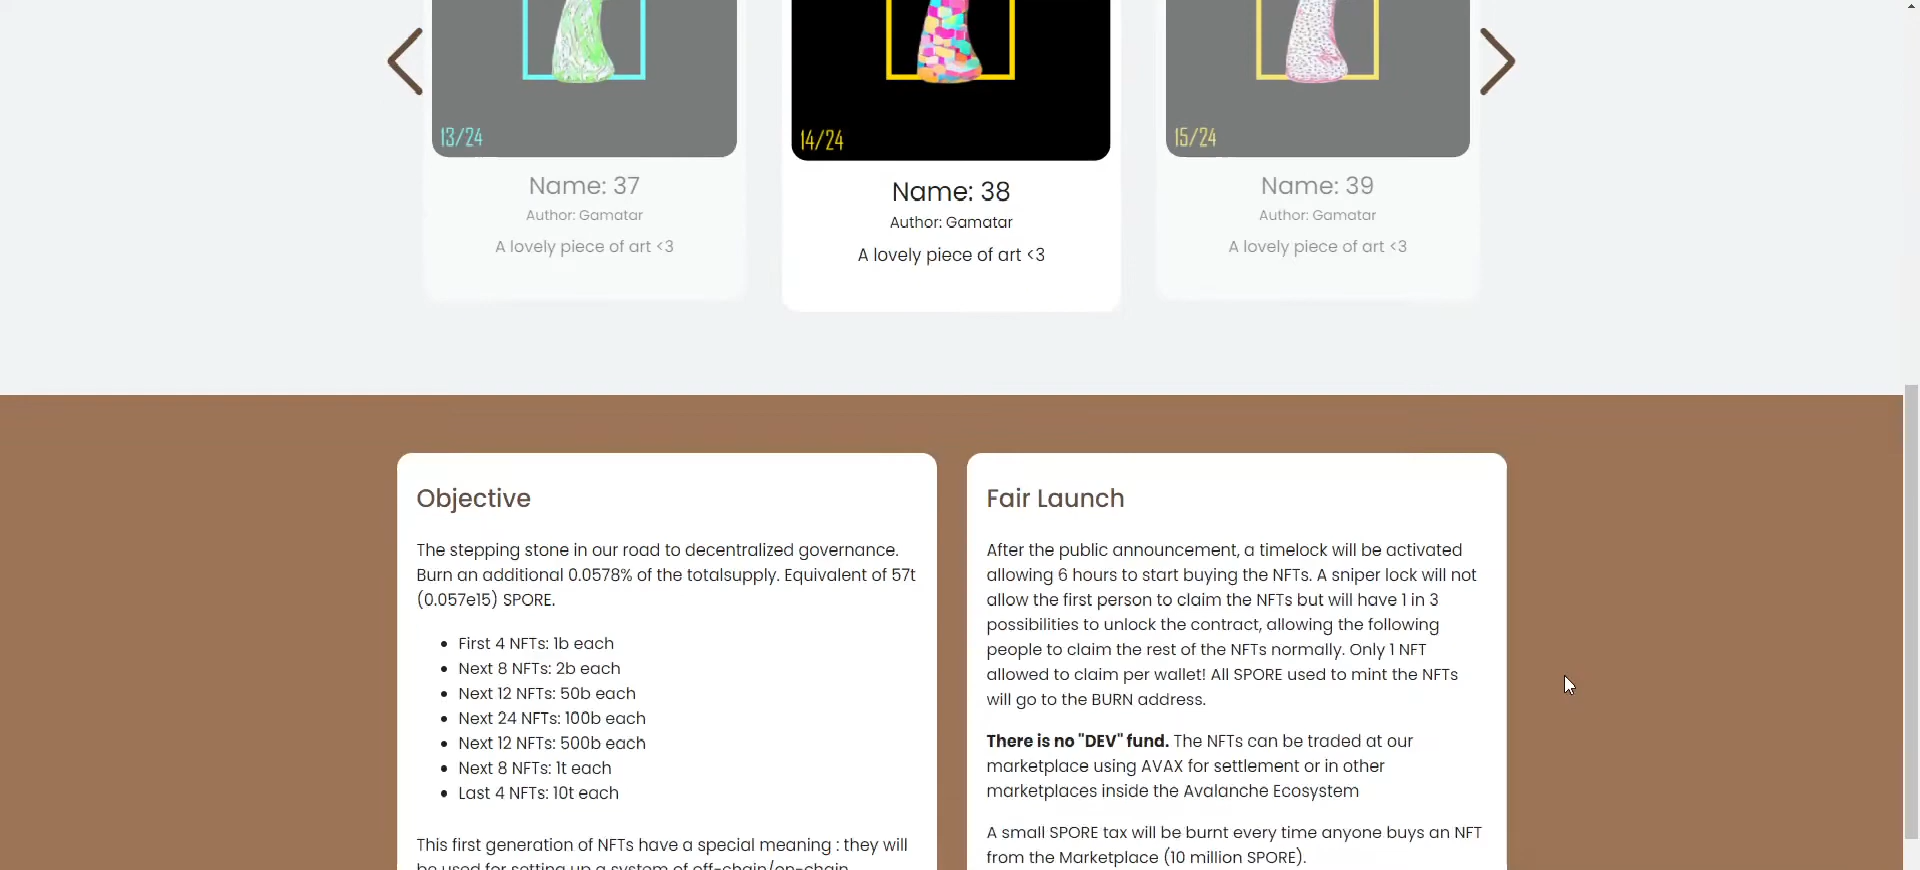 13/24
14/24
15/24
Name: 37
Author: Gamatar
A lovely piece of art <3
Name: 38
Author: Gamatar
A lovely piece of art <3
Name: 39
Author: Gamatar
A lovely piece of art <3
Objective
The stepping stone in our road to decentralized governance.
Burn an additional 0.0578% of the totalsupply. Equivalent of 57t
(0.057e15) SPORE.
First 4 NFTs: 1b each
Next 8 NFTs: 2b each
Next 12 NFTs: 50b each
Next 24 NFTs: 100b each
Next 12 NFTs: 500b each
Next 8 NFTs: 1t each
Last 4 NFTs: 10t each
This first generation of NFTs have a special meaning : they will
be used for setting up a system of off-chain/on-chain
Fair Launch
After the public announcement, a timelock will be activated
allowing 6 hours to start buying the NFTs. A sniper lock will not
allow the first person to claim the NFTs but will have 1 in 3
possibilities to unlock the contract, allowing the following
people to claim the rest of the NFTs normally. Only 1 NFT
allowed to claim per wallet! All SPORE used to mint the NFTs
will go to the BURN address.
There is no "DEV" fund. The NFTs can be traded at our
marketplace using AVAX for settlement or in other
marketplaces inside the Avalanche Ecosystem
A small SPORE tax will be burnt every time anyone buys an NFT
from the Marketplace (10 million SPORE).